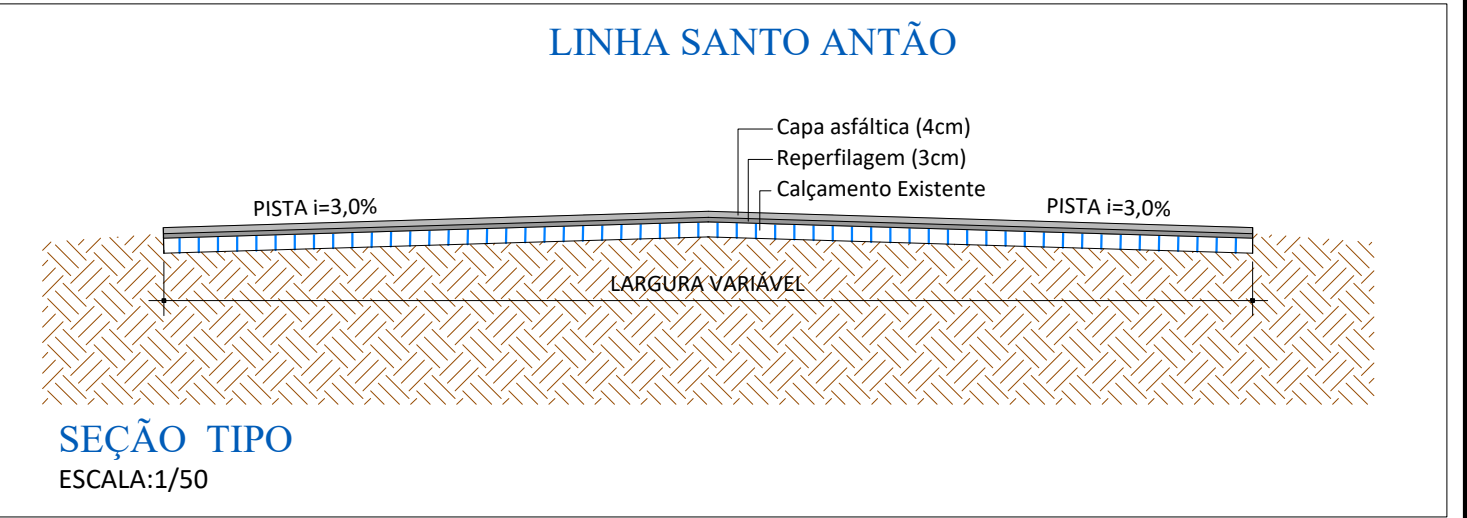 LINHA SANTO ANTÃO
Capa asfáltica (4cm)
Reperfilagem (3cm)
Calçamento Existente
PISTA i=3,0%
PISTA i=3,0%
LARGURA VARIÁVEL
SEÇÃO TIPO
ESCALA:1/50